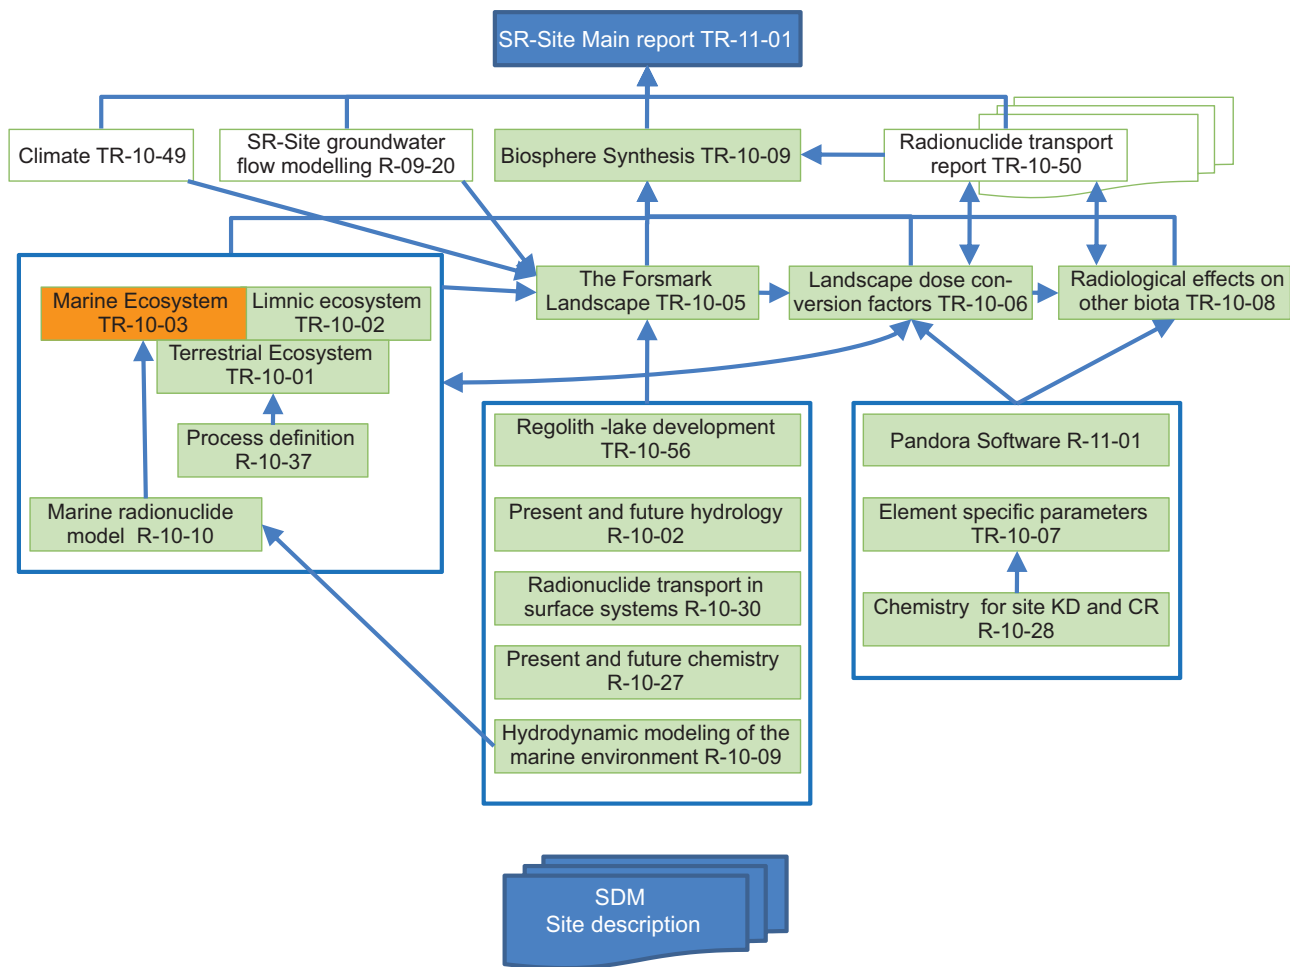 SR-Site Main report TR-11-01
Climate TR-10-49
SR-Site groundwater
flow modelling R-09-20
Biosphere Synthesis TR-10-09
Radionuclide transport
report TR-10-50
Marine Ecosystem
TR-10-03
Limnic ecosystem
TR-10-02
Terrestrial Ecosystem
TR-10-01
Process definition
R-10-37
Marine radionuclide
model R-10-10
The Forsmark
Landscape TR-10-05
Landscape dose con-
version factors TR-10-06
Radiological effects on
other biota TR-10-08
Regolith -lake development
TR-10-56
Present and future hydrology
R-10-02
Radionuclide transport in
surface systems R-10-30
Present and future chemistry
R-10-27
Hydrodynamic modeling of the
marine environment R-10-09
Pandora Software R-11-01
Element specific parameters
TR-10-07
Chemistry for site KD and CR
R-10-28
SDM
Site description